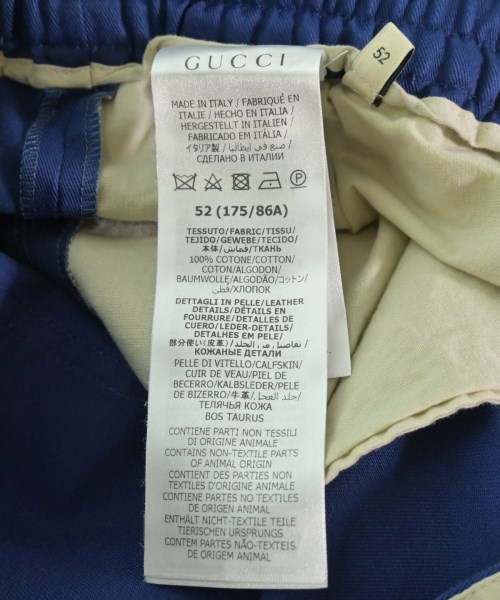 GUCCI
52
MADE IN ITALY / FABRIQUÉ EN
ITALIE / HECHO EN ITALIA /
HERGESTELLT IN ITALIEN /
FABRICADO EM ITÁLIA /
イタリア製 / صنع في إيطاليا /
СДЕЛАНО В ИТАЛИИ
P
52 (175/86A)
TESSUTO/FABRIC/TISSU/
TEJIDO/GEWEBE/TECIDO/
本体/قماش/ТКАНЬ
100% COTONE/COTTON/
COTON/ALGODON/
BAUMWOLLE/ALGODÃO/コットン/
قطن/ХЛОПОК
DETTAGLI IN PELLE/LEATHER
DETAILS/DÉTAILS EN
FOURRURE/DETALLES DE
CUERO/LEDER-DETAILS/
DETALHES EM PELE/
部分使い(皮革)/تفاصيل من الجلد/
КОЖАНЫЕ ДЕТАЛИ
PELLE DI VITELLO/CALFSKIN/
CUIR DE VEAU/PIEL DE
BECERRO/KALBSLEDER/PELE
DE BIZERRO/牛革/جلد العجل/
ТЕЛЯЧЬЯ КОЖА
BOS TAURUS
CONTIENE PARTI NON TESSILI
DI ORIGINE ANIMALE
CONTAINS NON-TEXTILE PARTS
OF ANIMAL ORIGIN
CONTIENT DES PARTIES NON
TEXTILES D'ORIGINE ANIMALE
CONTIENE PARTES NO
TEXTILES DE ORIGEN ANIMAL
ENTHÄLT NICHT-TEXTILE TEILE
TIERISCHEN URSPRUNGS
CONTEM PARTES NÃO TEXTEIS
DE ORIGEM ANIMAL